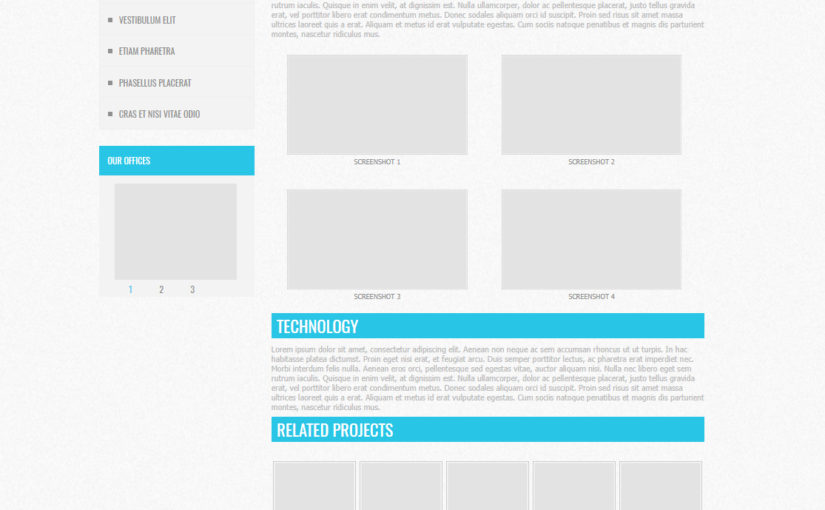 VESTIBULUM ELIT
ETIAM PHARETRA
PHASELLUS PLACERAT
CRAS ET NISI VITAE ODIO
OUR OFFICES
1 2 3
rutrum iaculis. Quisque in enim velit, at dignissim est. Nulla ullamcorper, dolor ac pellentesque placerat, justo tellus gravida
erat, vel porttitor libero erat condimentum metus. Donec sodales aliquam orci id suscipit. Proin sed risus sit amet massa
ultrices laoreet quis a erat. Aliquam et metus id erat vulputate egestas. Cum sociis natoque penatibus et magnis dis parturient
montes, nascetur ridiculus mus.
SCREENSHOT 1
SCREENSHOT 2
SCREENSHOT 3
SCREENSHOT 4
TECHNOLOGY
Lorem ipsum dolor sit amet, consectetur adipiscing elit. Aenean non neque ac sem accumsan rhoncus ut ut turpis. In hac
habitasse platea dictumst. Proin eget nisi erat, et feugiat arcu. Duis semper porttitor lectus, ac pharetra erat imperdiet nec.
Morbi interdum felis nulla. Aenean eros orci, pellentesque sed egestas vitae, auctor aliquam nisi. Nulla nec libero eget sem
rutrum iaculis. Quisque in enim velit, at dignissim est. Nulla ullamcorper, dolor ac pellentesque placerat, justo tellus gravida
erat, vel porttitor libero erat condimentum metus. Donec sodales aliquam orci id suscipit. Proin sed risus sit amet massa
ultrices laoreet quis a erat. Aliquam et metus id erat vulputate egestas. Cum sociis natoque penatibus et magnis dis parturient
montes, nascetur ridiculus mus.
RELATED PROJECTS